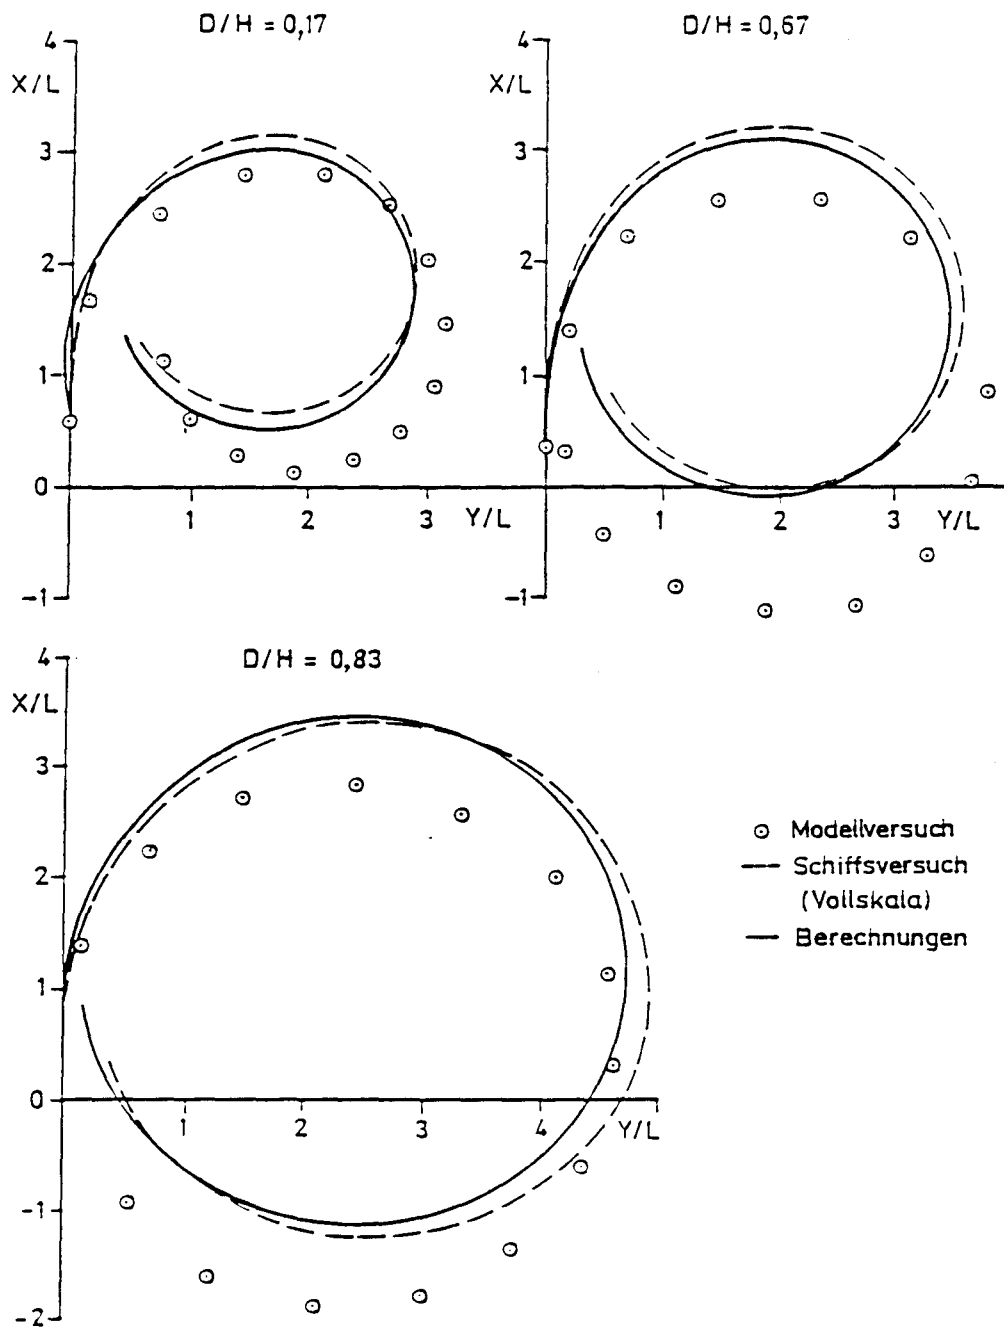 D/H = 0,17
4
X/L
3
2
1
0
-1
1
2
3
Y/L
D/H = 0,67
4
X/L
3
2
1
0
-1
1
2
3
Y/L
D/H = 0,83
4
X/L
3
2
1
0
-1
-2
1
2
3
4
Y/L
Modellversuch
Schiffsversuch
(Vollskala)
Berechnungen